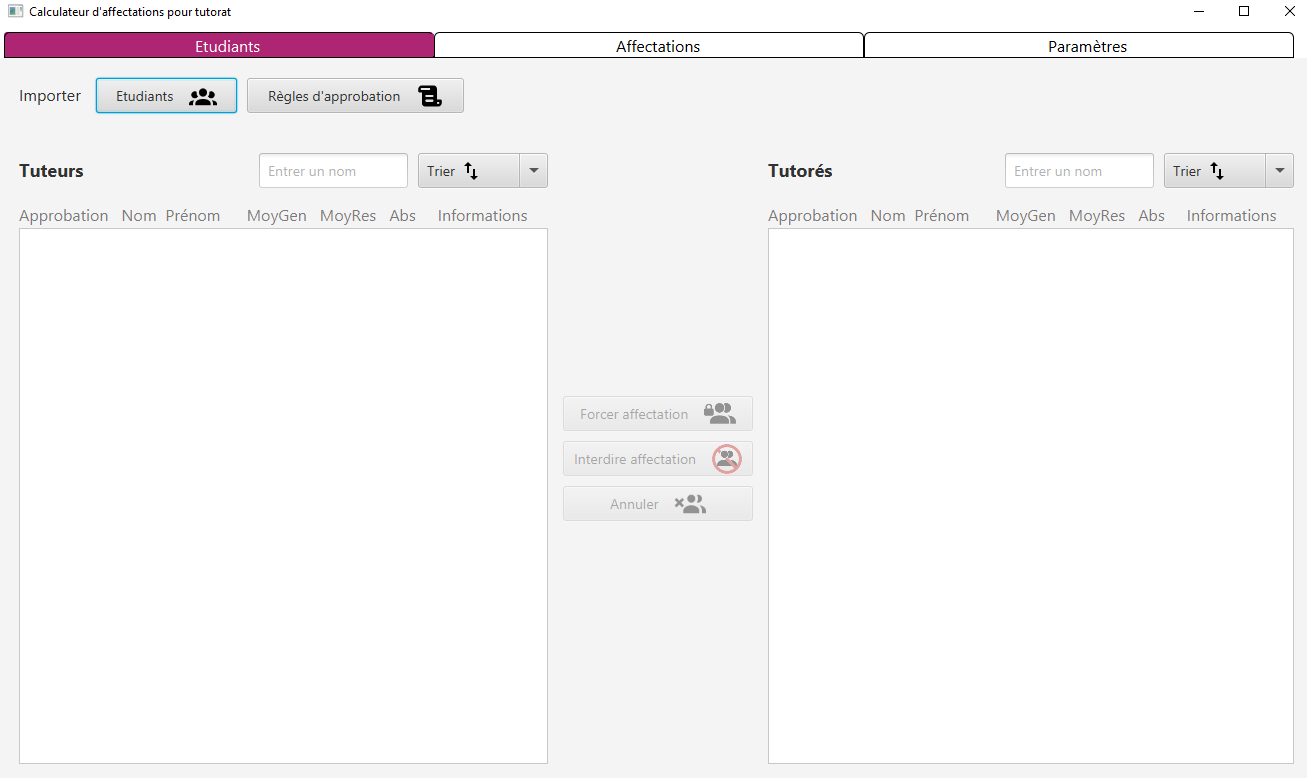 Calculateur d'affectations pour tutorat
Etudiants Affectations Paramètres
Importer Etudiants Règles d'approbation
Tuteurs Entrer un nom Trier Tutorés Entrer un nom Trier
Approbation Nom Prénom MoyGen MoyRes Abs Informations Approbation Nom Prénom MoyGen MoyRes Abs Informations
Forcer affectation
Interdire affectation
Annuler